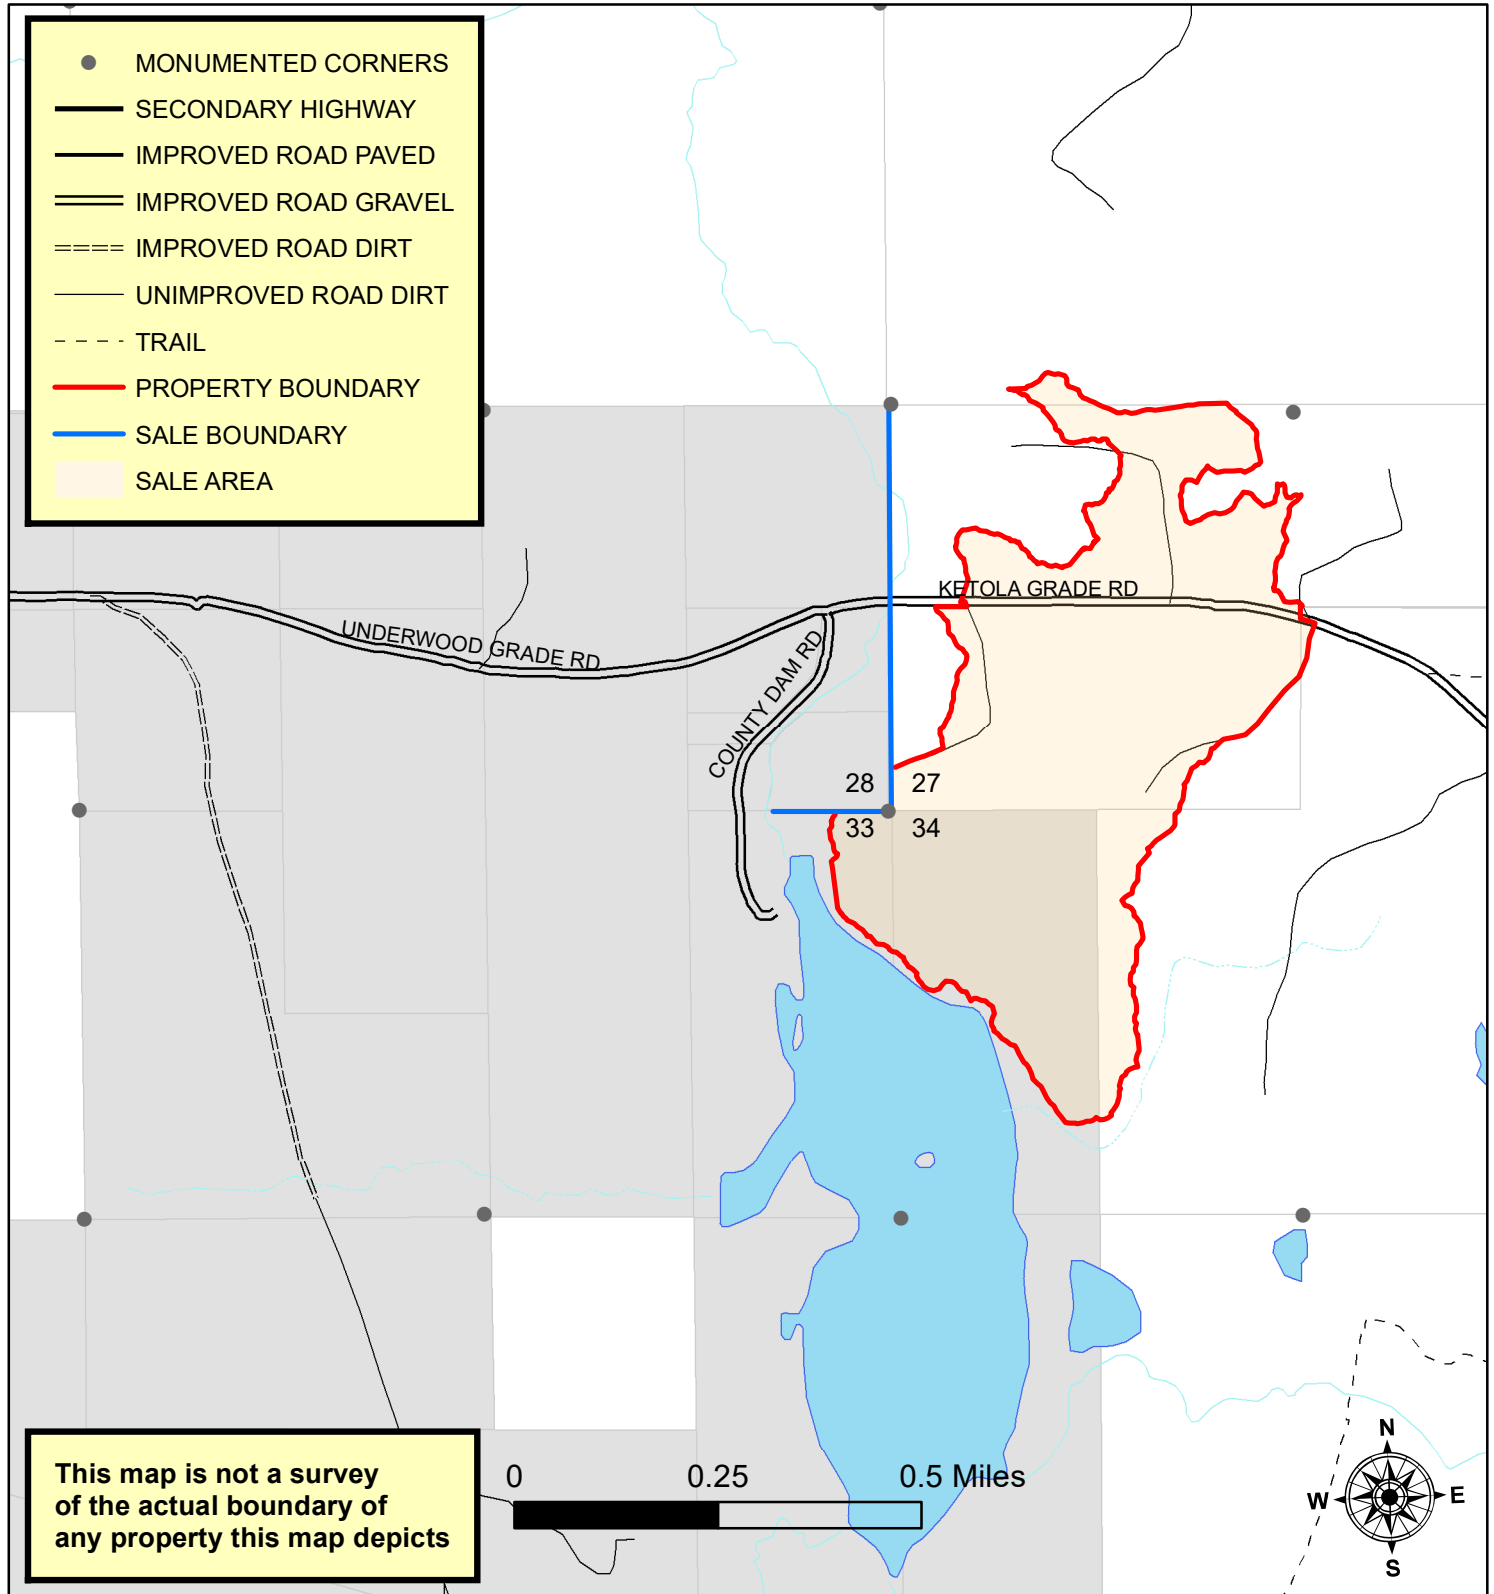 MONUMENTED CORNERS
SECONDARY HIGHWAY
IMPROVED ROAD PAVED
IMPROVED ROAD GRAVEL
IMPROVED ROAD DIRT
UNIMPROVED ROAD DIRT
TRAIL
PROPERTY BOUNDARY
SALE BOUNDARY
SALE AREA
KETOLA GRADE RD
UNDERWOOD GRADE RD
COUNTY DAM RD
28 27
33 34
This map is not a survey
of the actual boundary of
any property this map depicts
0 0.25 0.5 Miles
N
W E
S